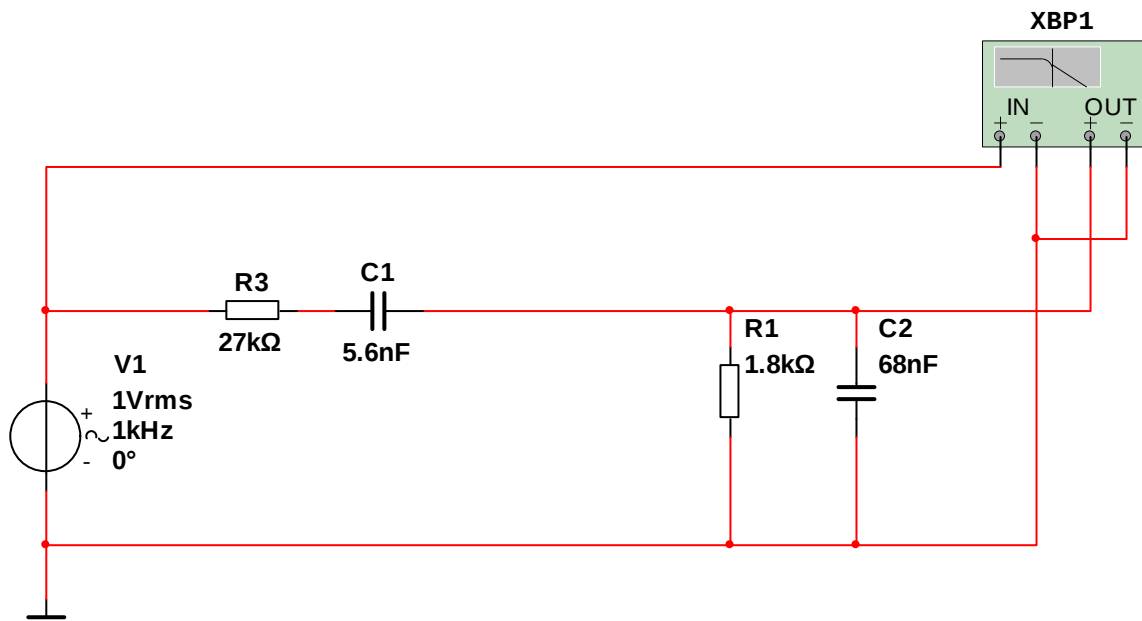 XBP1
IN OUT
+ − + −
R3
27kΩ
C1
5.6nF
R1
1.8kΩ
C2
68nF
V1
1Vrms
1kHz
0°
+
-